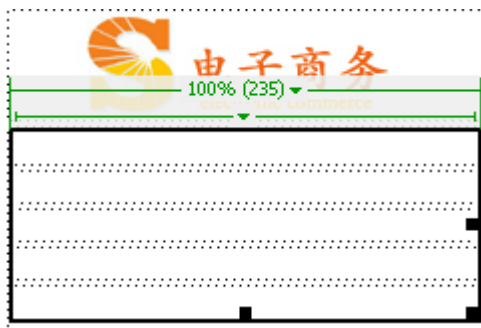 电子商务
100% (235)
electronic commerce